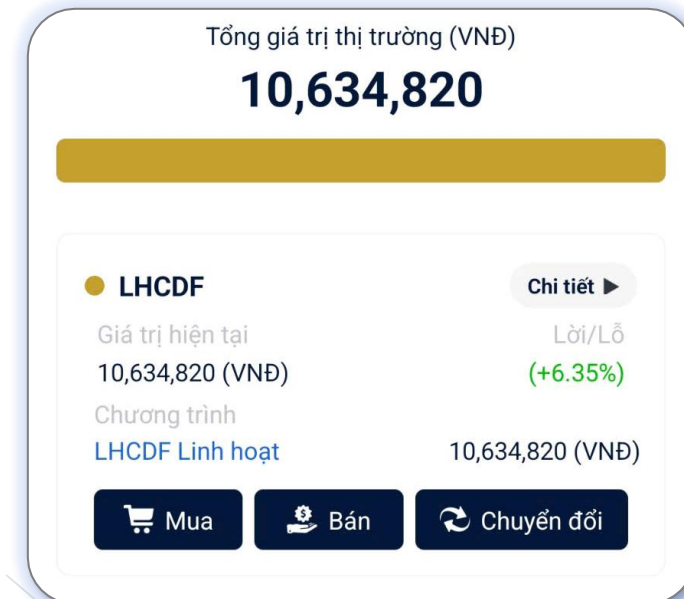 Tổng giá trị thị trường (VNĐ)
10,634,820
LHCDF
Chi tiết ▶
Giá trị hiện tại
Lời/Lỗ
10,634,820 (VNĐ)
(+6.35%)
Chương trình
LHCDF Linh hoạt
10,634,820 (VNĐ)
Mua
Bán
Chuyển đổi